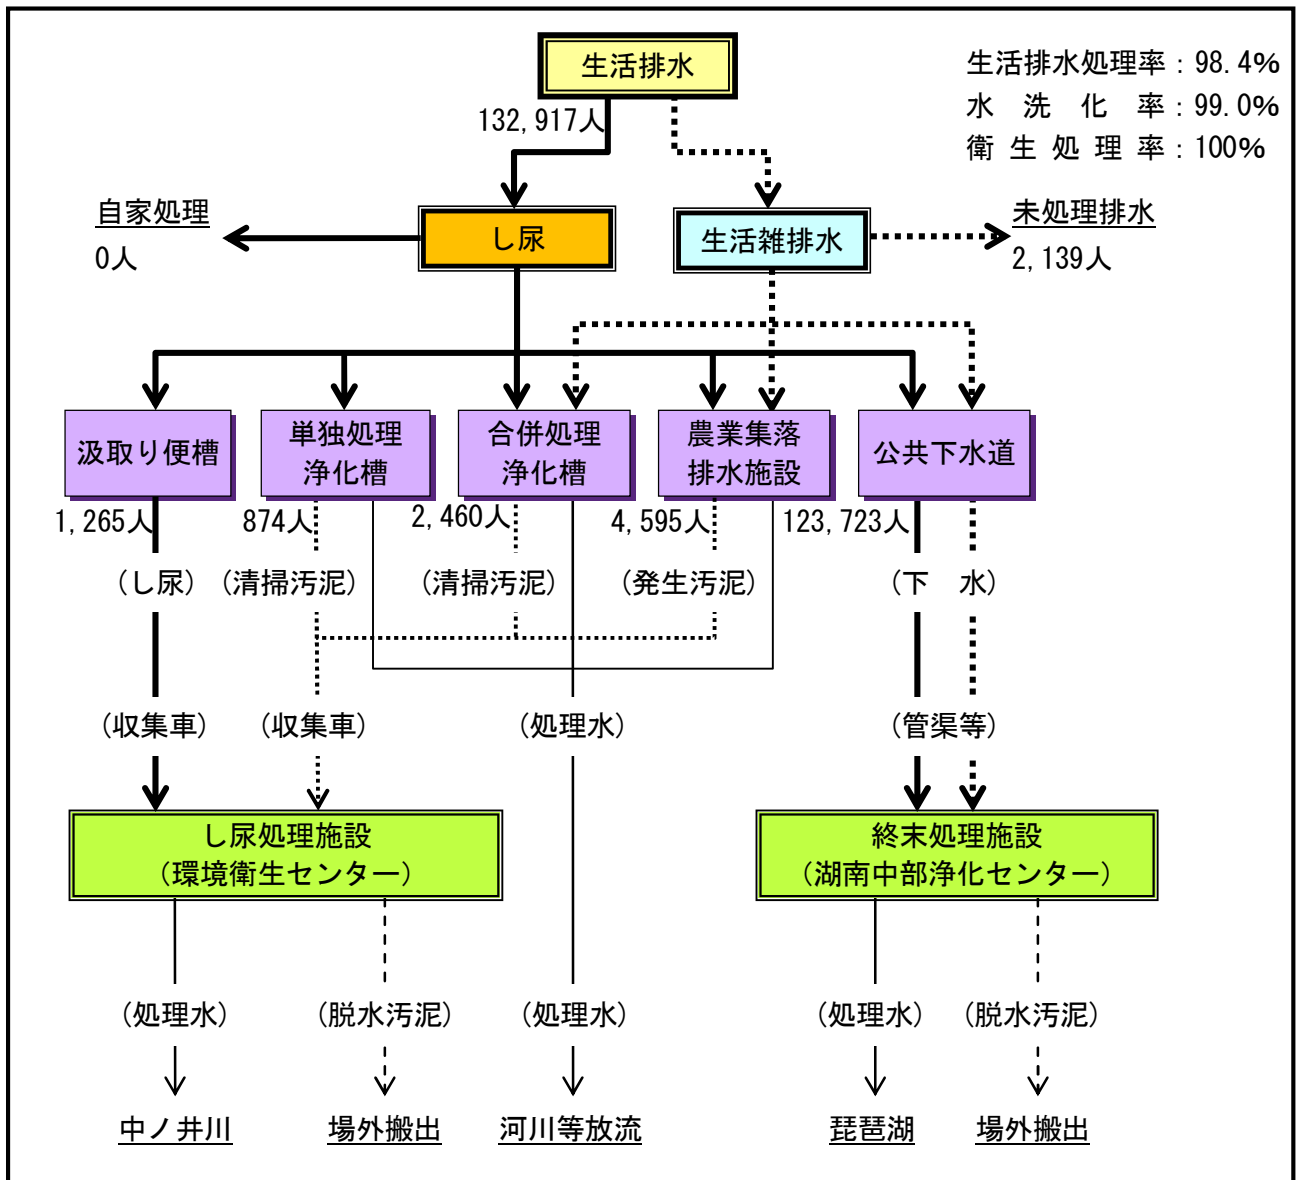 生活排水
生活排水処理率：98.4%
水洗化率：99.0%
衛生処理率：100%
132,917人
自家処理
0人
し尿
生活雑排水
未処理排水
2,139人
汲取り便槽
単独処理
浄化槽
合併処理
浄化槽
農業集落
排水施設
公共下水道
1,265人
874人
2,460人
4,595人
123,723人
（し尿）
（清掃汚泥）
（清掃汚泥）
（発生汚泥）
（下　水）
（収集車）
（収集車）
（処理水）
（管渠等）
し尿処理施設
（環境衛生センター）
終末処理施設
（湖南中部浄化センター）
（処理水）
（脱水汚泥）
（処理水）
（処理水）
（脱水汚泥）
中ノ井川
場外搬出
河川等放流
琵琶湖
場外搬出